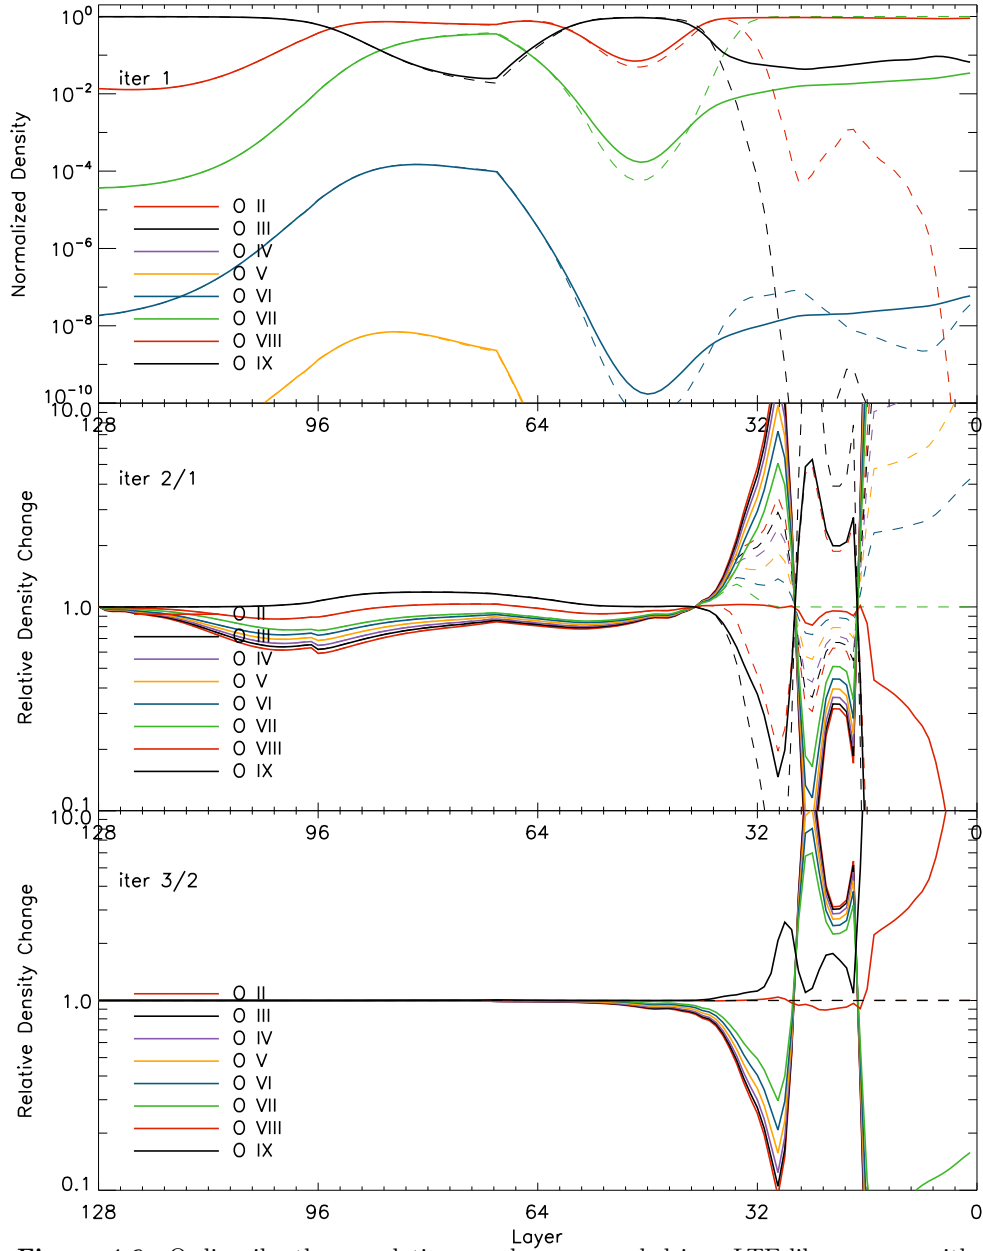 10⁰
iter 1
10⁻²
10⁻⁴
10⁻⁶
10⁻⁸
10⁻¹⁰
Normalized Density
O II
O III
O IV
O V
O VI
O VII
O VIII
O IX
128 96 64 32 0
10.0
iter 2/1
1.0
0.1
Relative Density Change
O II
O III
O IV
O V
O VI
O VII
O VIII
O IX
128 96 64 32 0
10.0
iter 3/2
1.0
0.1
Relative Density Change
O II
O III
O IV
O V
O VI
O VII
O VIII
O IX
128 96 64 32 0
Layer